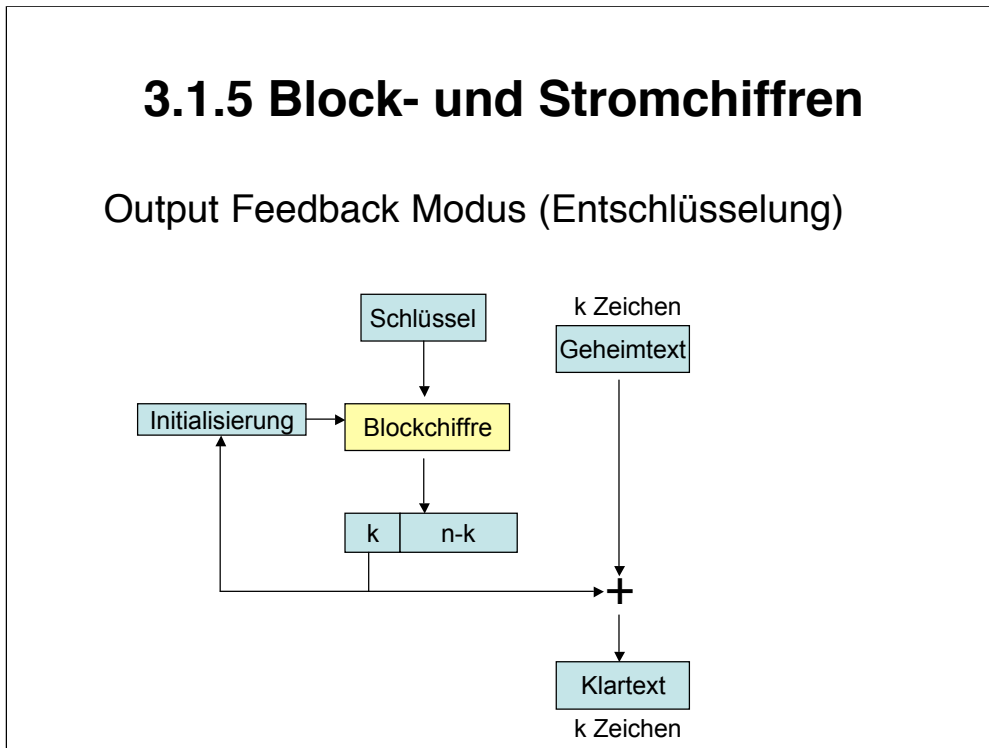 3.1.5 Block- und Stromchiffren
Output Feedback Modus (Entschlüsselung)
k Zeichen
Schlüssel
Geheimtext
Initialisierung
Blockchiffre
k
n-k
+
Klartext
k Zeichen